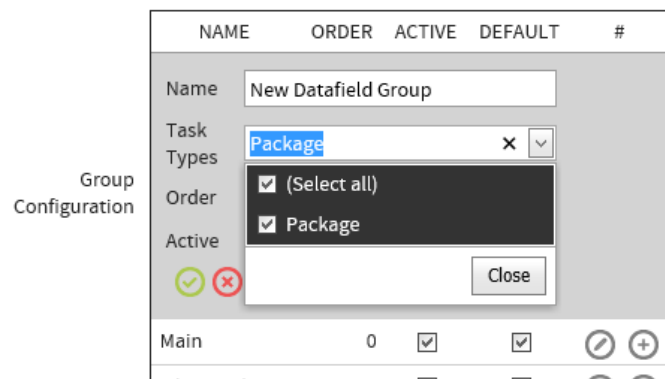 NAME ORDER ACTIVE DEFAULT #
Name New Datafield Group
Task
Types
Package
Group
Configuration
(Select all)
Order
Package
Active
Close
Main 0